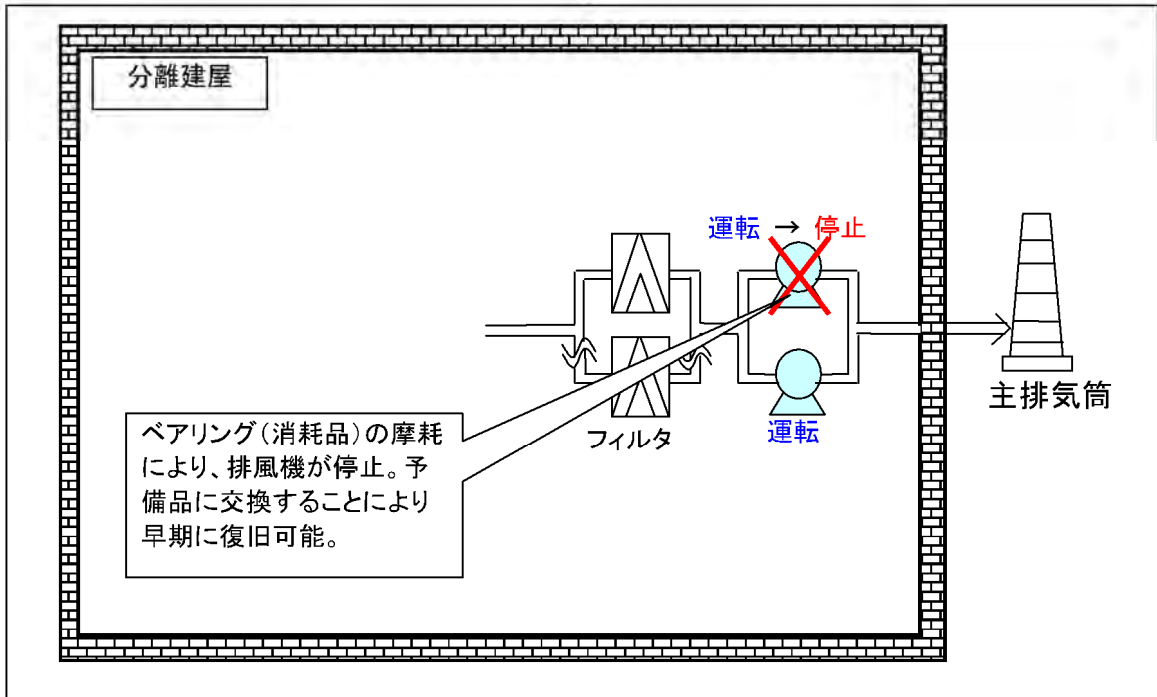 分離建屋
運転 → 停止
運転
フィルタ
主排気筒
ベアリング(消耗品)の摩耗
により、排風機が停止。予
備品に交換することにより
早期に復旧可能。